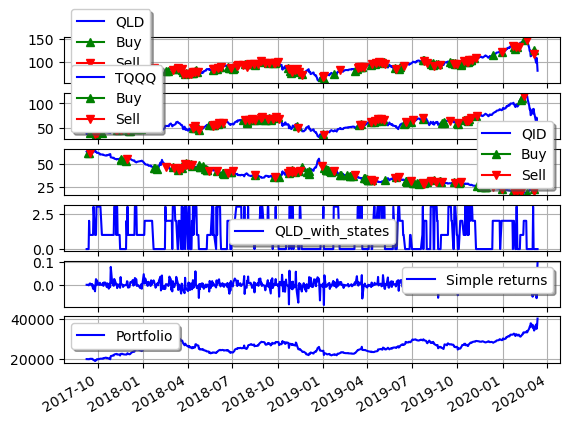 QLD
Buy
Sell
150
100
TQQQ
Buy
Sell
100
50
QID
Buy
Sell
50
25
QLD_with_states
2.5
0.0
Simple returns
0.1
0.0
Portfolio
40000
20000
2017-10
2018-01
2018-04
2018-07
2018-10
2019-01
2019-04
2019-07
2019-10
2020-01
2020-04